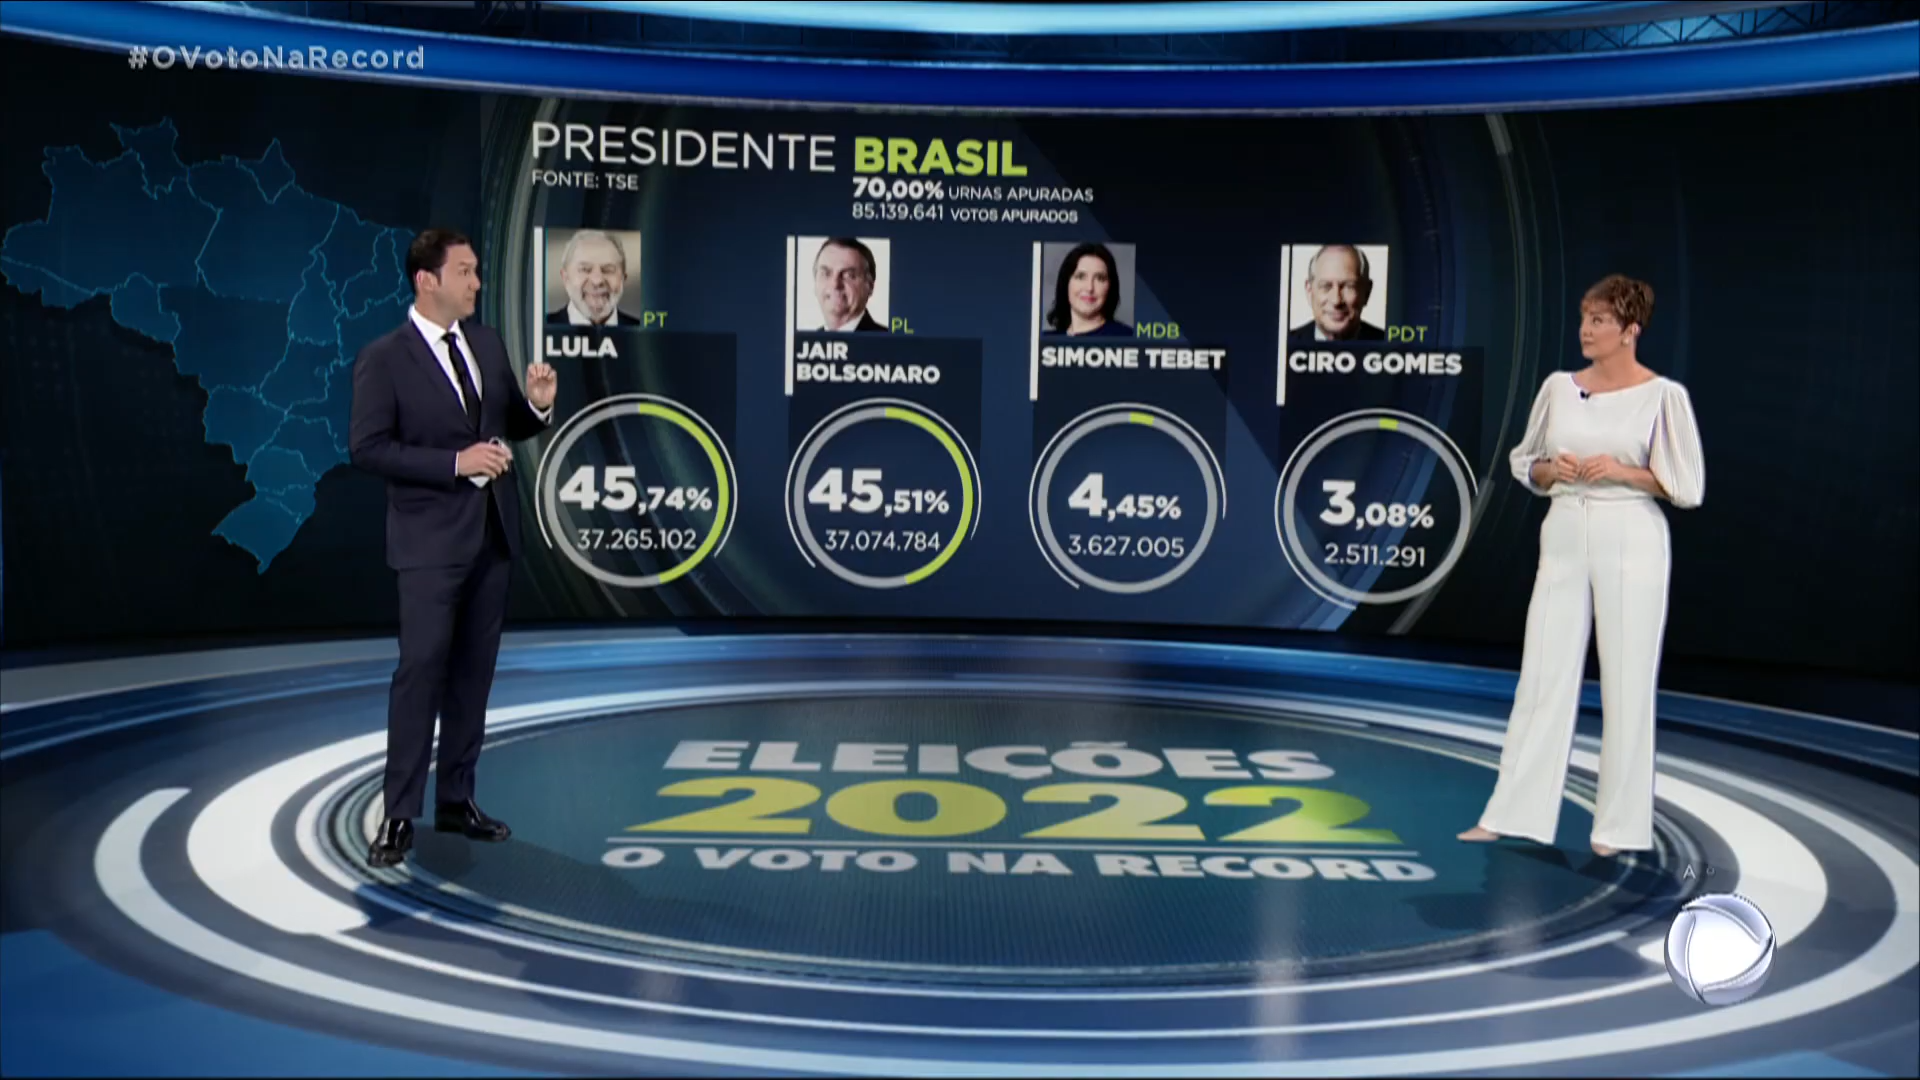 #OVotoNaRecord
PRESIDENTE BRASIL
FONTE: TSE
70,00% URNAS APURADAS
85.139.641 VOTOS APURADOS
PT
LULA
45,74%
37.265.102
PL
JAIR
BOLSONARO
45,51%
37.074.784
MDB
SIMONE TEBET
4,45%
3.627.005
PDT
CIRO GOMES
3,08%
2.511.291
ELEIÇÕES
2022
O VOTO NA RECORD